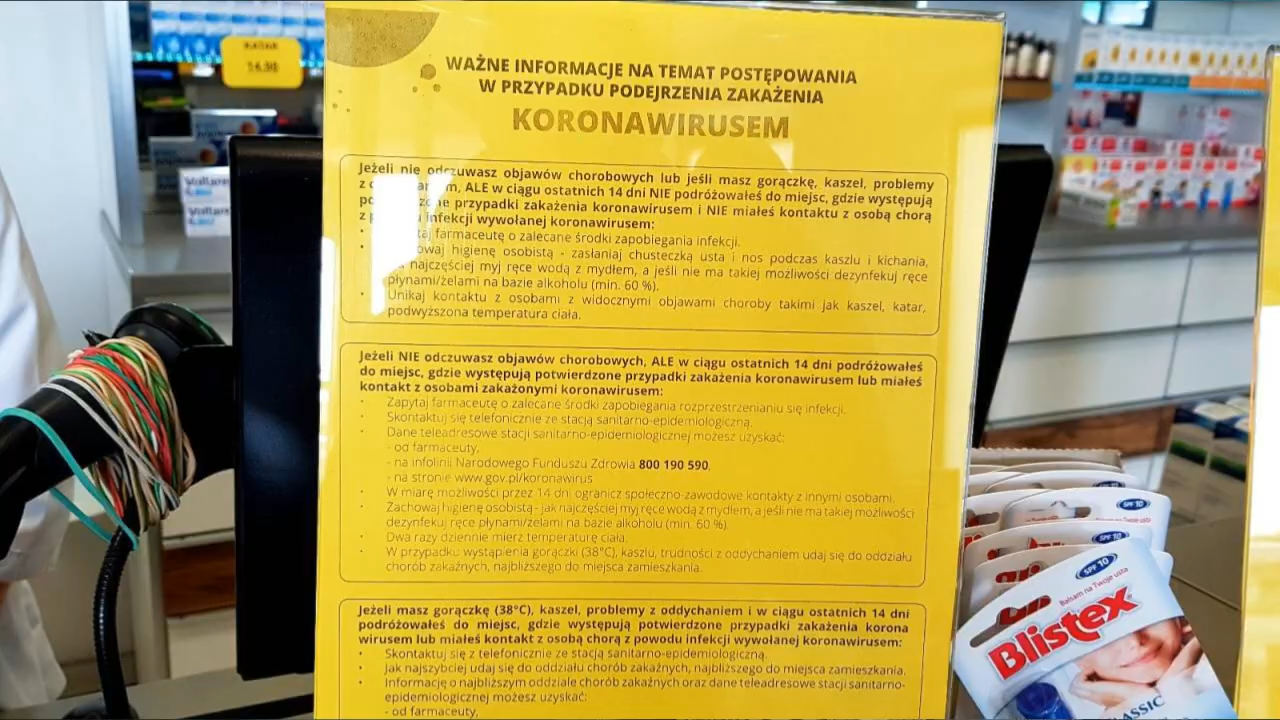 WAŻNE INFORMACJE NA TEMAT POSTĘPOWANIA
W PRZYPADKU PODEJRZENIA ZAKAŻENIA
KORONAWIRUSEM
Jeżeli nie odczuwasz objawów chorobowych lub jeśli masz gorączkę, kaszel, problemy
z, ALE w ciągu ostatnich 14 dni NIE podróżowałeś do miejsc, gdzie występują
przypadki zakażenia koronawirusem i NIE miałeś kontaktu z osobą chorą
z infekcji wywołanej koronawirusem:
farmaceutę o zalecane środki zapobiegania infekcji.
higienę osobistą - zasłaniaj chusteczką usta i nos podczas kaszlu i kichania,
najczęściej myj ręce wodą z mydłem, a jeśli nie ma takiej możliwości dezynfekuj ręce
płynami/żelami na bazie alkoholu (min. 60 %).
• Unikaj kontaktu z osobami z widocznymi objawami choroby takimi jak kaszel, katar,
podwyższona temperatura ciała.
Jeżeli NIE odczuwasz objawów chorobowych, ALE w ciągu ostatnich 14 dni podróżowałeś
do miejsc, gdzie występują potwierdzone przypadki zakażenia koronawirusem lub miałeś
kontakt z osobami zakażonymi koronawirusem:
• Zapytaj farmaceutę o zalecane środki zapobiegania rozprzestrzenianiu się infekcji.
• Skontaktuj się telefonicznie ze stacją sanitarno-epidemiologiczną.
• Dane teleadresowe stacji sanitarno-epidemiologicznej możesz uzyskać:
- od farmaceuty,
- na infolinii Narodowego Funduszu Zdrowia 800 190 590,
- na stronie www.gov.pl/koronawirus
• W miarę możliwości przez 14 dni ogranicz społeczno-zawodowe kontakty z innymi osobami.
• Zachowaj higienę osobistą - jak najczęściej myj ręce wodą z mydłem, a jeśli nie ma takiej możliwości
dezynfekuj ręce płynami/żelami na bazie alkoholu (min. 60 %).
• Dwa razy dziennie mierz temperaturę ciała.
• W przypadku wystąpienia gorączki (38°C), kaszlu, trudności z oddychaniem udaj się do oddziału
chorób zakaźnych, najbliższego do miejsca zamieszkania.
Jeżeli masz gorączkę (38°C), kaszel, problemy z oddychaniem i w ciągu ostatnich 14 dni
podróżowałeś do miejsc, gdzie występują potwierdzone przypadki zakażenia korona
wirusem lub miałeś kontakt z osobą chorą z powodu infekcji wywołanej koronawirusem:
• Skontaktuj się z telefonicznie ze stacją sanitarno-epidemiologiczną.
• Jak najszybciej udaj się do oddziału chorób zakaźnych, najbliższego do miejsca zamieszkania.
• Informację o najbliższym oddziale chorób zakaźnych oraz dane teleadresowe stacji sanitarno-
epidemiologicznej możesz uzyskać:
- od farmaceuty,
SPF 10
SPF 10
SPF 10
Balsam na Twoje usta
Blistex
CLASSIC